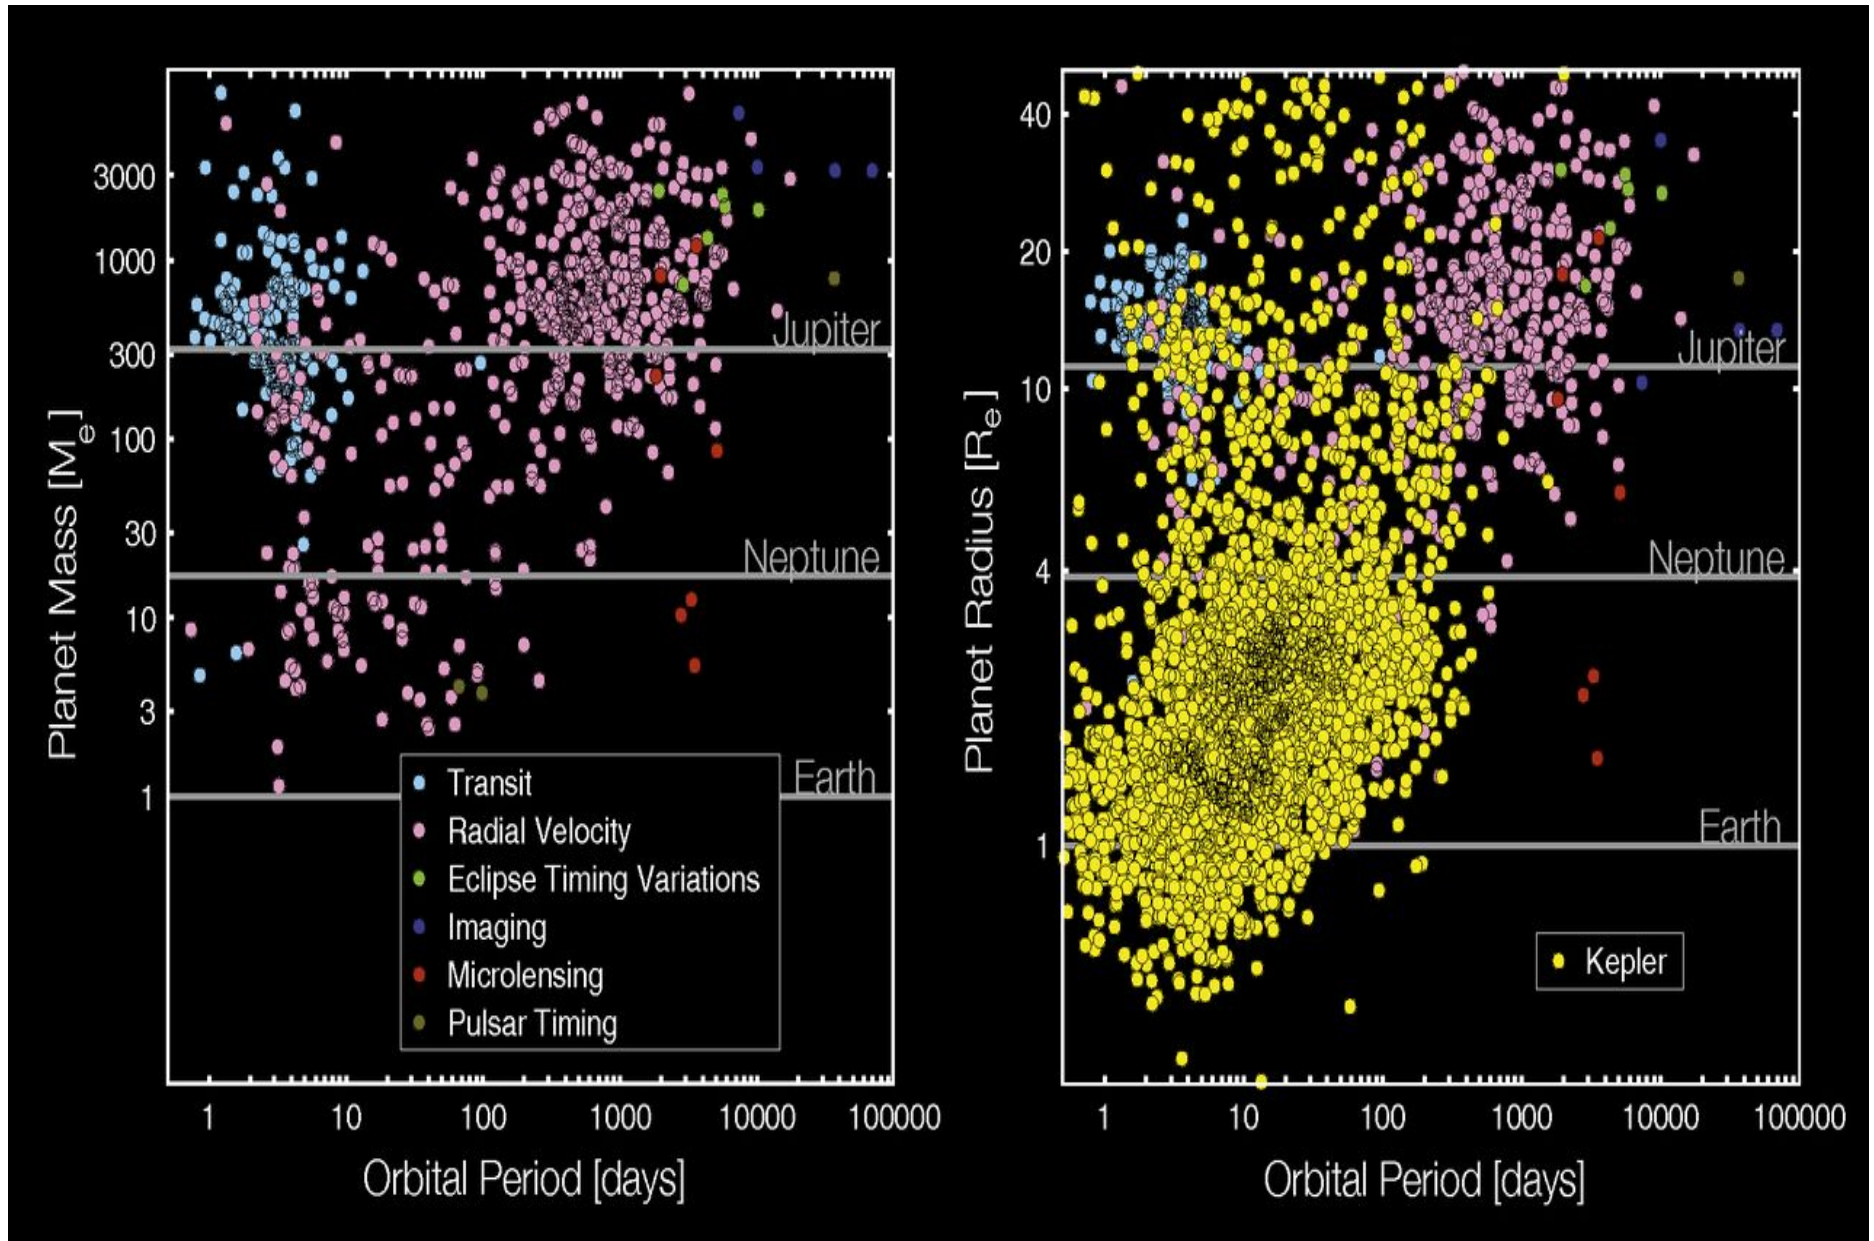 Planet Mass [Me]
3000
1000
300
100
30
10
3
1
Jupiter
Neptune
Earth
Transit
Radial Velocity
Eclipse Timing Variations
Imaging
Microlensing
Pulsar Timing
1 10 100 1000 10000 100000
Orbital Period [days]
Planet Radius [Re]
40
20
10
4
1
Jupiter
Neptune
Earth
Kepler
1 10 100 1000 10000 100000
Orbital Period [days]